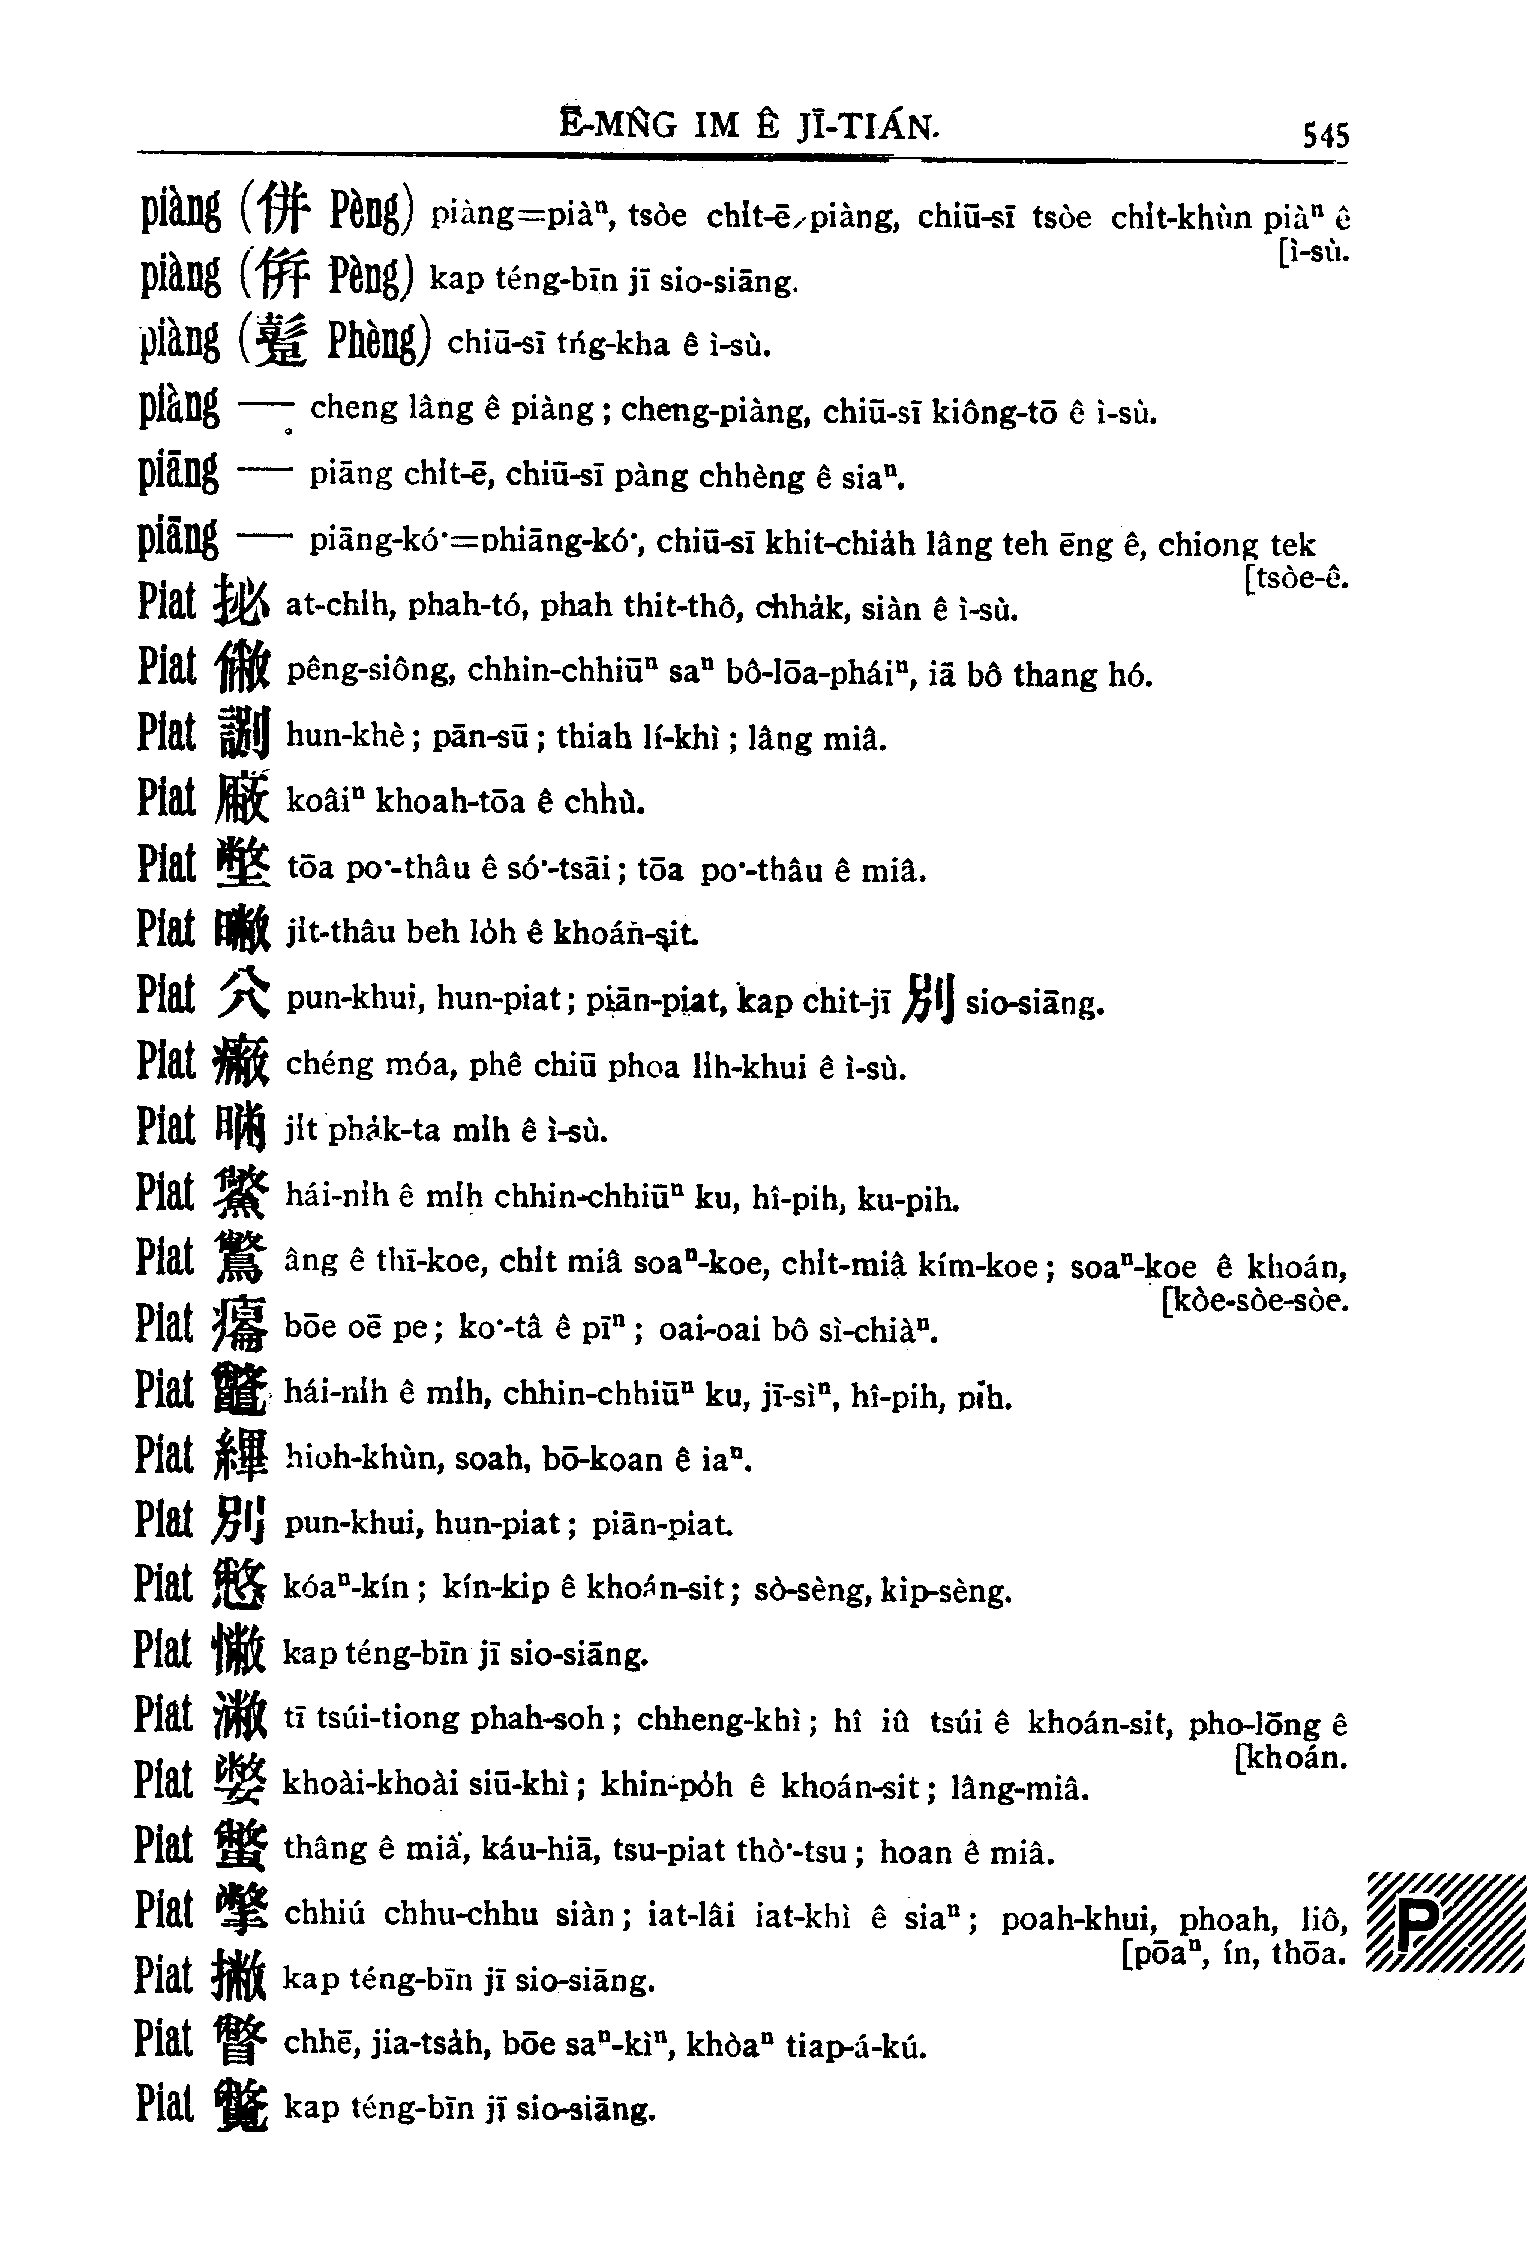 Ē-MN̂G IM Ê JĪ-TIÁN.
545
piàng (併 Pèng) piàng=piàⁿ, tsòe chi̍t-ē piàng, chiū-sī tsòe chi̍t-khùn piàⁿ ê
[ì-sù.
piàng (倂 Pèng) kap téng-bīn jī sio-siāng.
piàng ( Phèng) chiū-sī tńg-kha ê ì-sù.
piàng — cheng lâng ê piàng; cheng-piàng, chiū-sī kiông-tō ê ì-sù.
piāng — piāng chi̍t-ē, chiū-sī pàng chhèng ê siaⁿ.
piāng — piāng-kó͘=phiāng-kó͘, chiū-sī khit-chia̍h lâng teh ēng ê, chiong tek
[tsòe-ê.
Piat 㧙 at-chi̍h, phah-tó, phah thit-thô, chha̍k, siàn ê ì-sù.
Piat 㒐 pêng-siông, chhin-chhiūⁿ saⁿ bô-lōa-pháiⁿ, iā bô thang hó.
Piat 莂 hun-khè; pān-sū; thiah lí-khì; lâng miâ.
Piat koâiⁿ khoah-tōa ê chhù.
Piat tōa po͘-thâu ê só͘-tsāi; tōa po͘-thâu ê miâ.
Piat 暼 ji̍t-thâu beh lo̍h ê khoán-sit.
Piat 㔾 pun-khui, hun-piat; piān-piat, kap chit-jī 別 sio-siāng.
Piat chéng móa, phê chiū phoa li̍h-khui ê ì-sù.
Piat ji̍t pha̍k-ta mi̍h ê ì-sù.
Piat 鱉 hái-ni̍h ê mi̍h chhin-chhiūⁿ ku, hî-pih, ku-pih.
Piat 鷩 âng ê thī-koe, chi̍t miâ soaⁿ-koe, chi̍t-miâ kím-koe; soaⁿ-koe ê khoán,
[kòe-sòe-sòe.
Piat 癟 bōe oē pe; ko͘-tâ ê pīⁿ; oai-oai bô sì-chiàⁿ.
Piat 鼈 hái-ni̍h ê mi̍h, chhin-chhiūⁿ ku, jī-sìⁿ, hî-pih, pih.
Piat 繹 hioh-khùn, soah, bō-koan ê iaⁿ.
Piat 別 pun-khui, hun-piat; piān-piat.
Piat 憋 kóaⁿ-kín; kín-kip ê khoán-sit; sò-sèng, kip-sèng.
Piat 㦢 kap téng-bīn jī sio-siāng.
Piat 潎 tī tsúi-tiong phah-soh; chheng-khì; hî iû tsúi ê khoán-sit, pho-lōng ê
[khoán.
Piat 嫳 khoài-khoài siū-khì; khin-po̍h ê khoán-sit; lâng-miâ.
Piat 蟞 thâng ê miâ, káu-hiā, tsu-piat thò͘-tsu; hoan ê miâ.
Piat 擎 chhiú chhu-chhu siàn; iat-lâi iat-khì ê siaⁿ; poah-khui, phoah, liô,
[pōaⁿ, ín, thōa.
Piat 撇 kap téng-bīn jī sio-siāng.
Piat 瞥 chhē, jia-tsa̍h, bōe saⁿ-kìⁿ, khòaⁿ tiap-á-kú.
Piat 覕 kap téng-bīn jī sio-siāng.
P